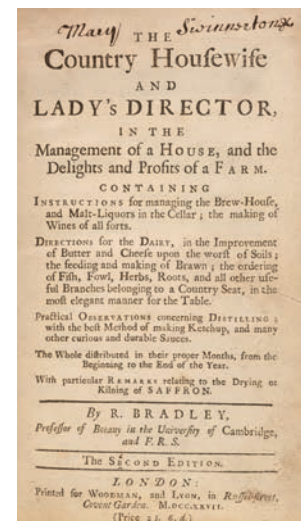 Mary Swinnerton
THE
Country Houſewife
AND
LADY's DIRECTOR,
IN THE
Management of a HOUSE, and the
Delights and Profits of a FARM.
CONTAINING
INSTRUCTIONS for managing the Brew-Houſe,
and Malt-Liquors in the Cellar; the making of
Wines of all ſorts.
DIRECTIONS for the DAIRY, in the Improvement
of Butter and Cheeſe upon the worſt of Soils;
the feeding and making of Brawn; the ordering
of Fiſh, Fowl, Herbs, Roots, and all other uſe-
ful Branches belonging to a Country Seat, in the
moſt elegant manner for the Table.
Practical OBSERVATIONS concerning DISTILLING;
with the beſt Method of making Ketchup, and many
other curious and durable Sauces.
The Whole diſtributed in their proper Months, from the
Beginning to the End of the Year.
With particular REMARKS relating to the Drying or
Kilning of SAFFRON.
By R. BRADLEY,
Profeſſor of Botany in the Univerſity of Cambridge,
and F. R. S.
The SECOND EDITION.
LONDON:
Printed for WOODMAN, and LYON, in Ruſſel-ſtreet,
Covent Garden. M.DCC.XXVII.
(Price 2 s. 6 d.)